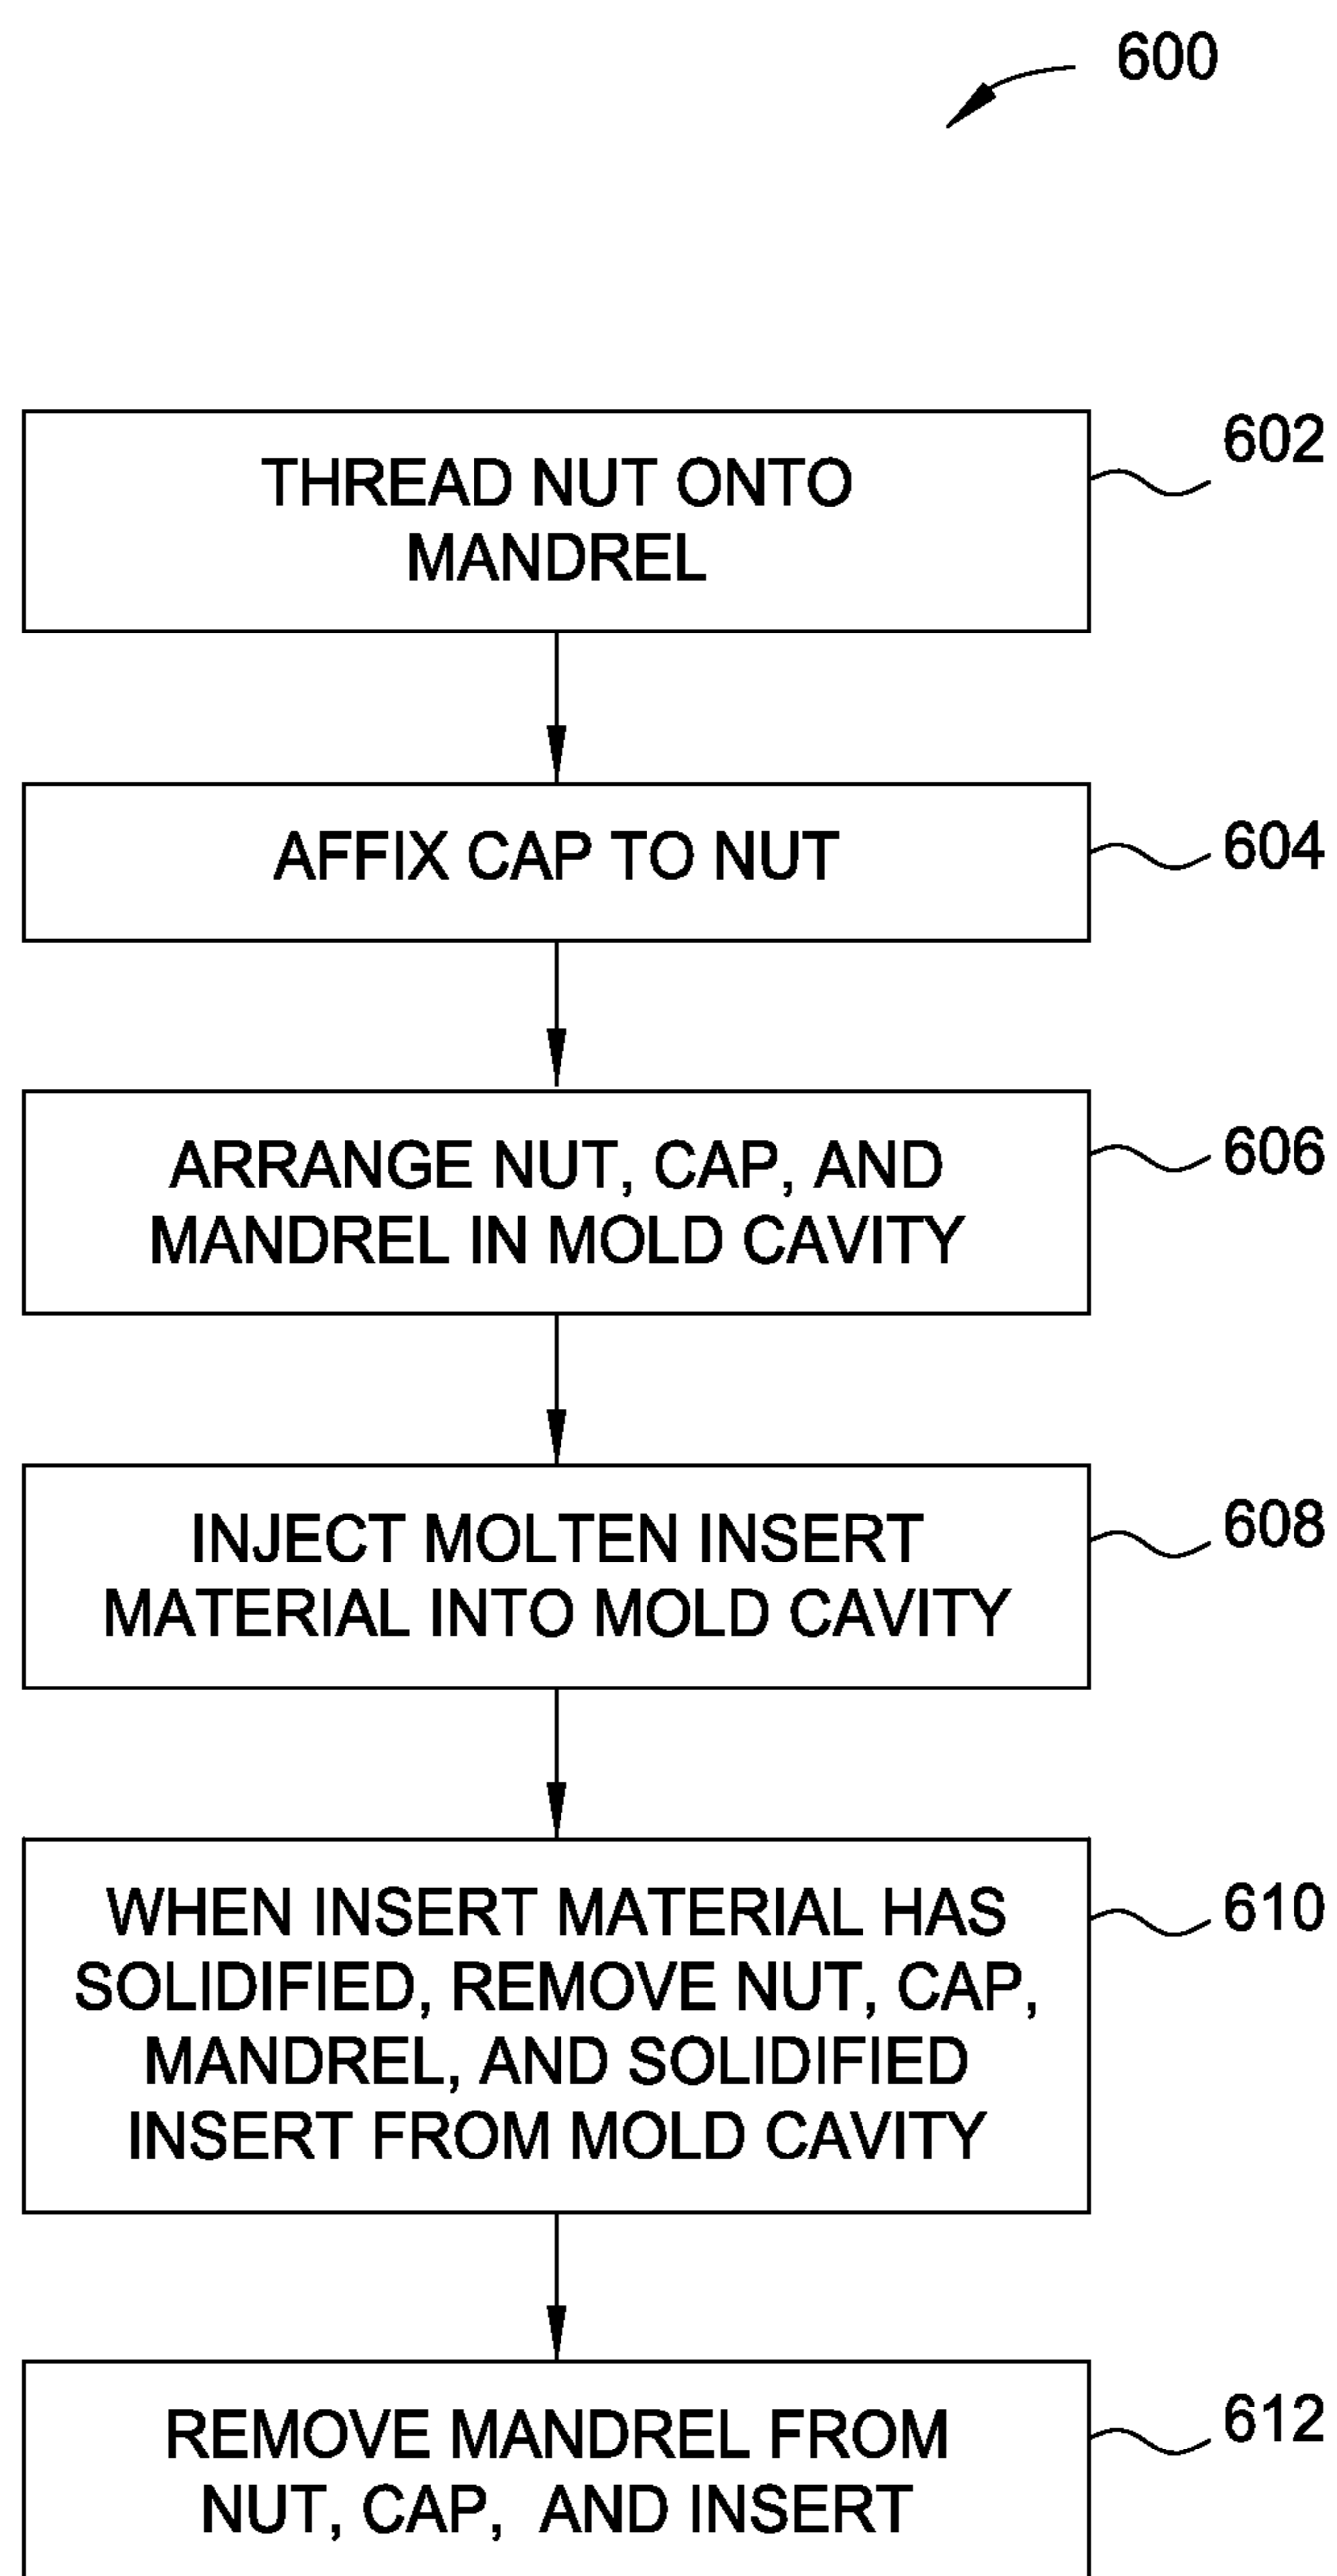 600
THREAD NUT ONTO
MANDREL
602
AFFIX CAP TO NUT
604
ARRANGE NUT, CAP, AND
MANDREL IN MOLD CAVITY
606
INJECT MOLTEN INSERT
MATERIAL INTO MOLD CAVITY
608
WHEN INSERT MATERIAL HAS
SOLIDIFIED, REMOVE NUT, CAP,
MANDREL, AND SOLIDIFIED
INSERT FROM MOLD CAVITY
610
REMOVE MANDREL FROM
NUT, CAP, AND INSERT
612